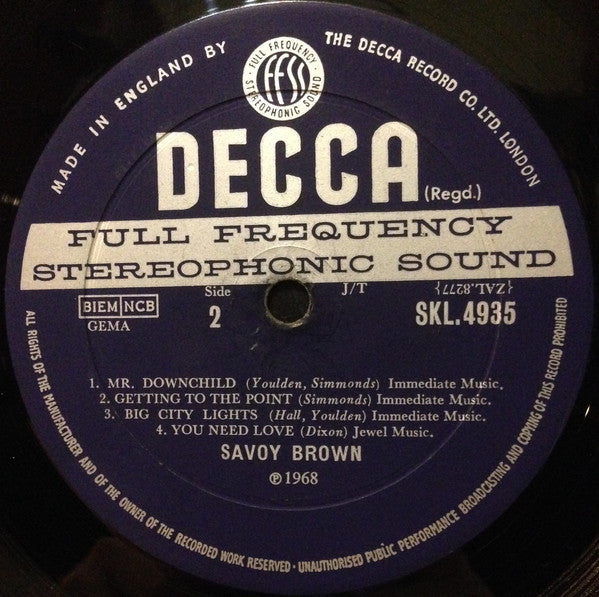 MADE IN ENGLAND BY
THE DECCA RECORD CO. LTD. LONDON
FULL FREQUENCY
FFSS
STEREOPHONIC SOUND
DECCA (Regd.)
FULL FREQUENCY
STEREOPHONIC SOUND
BIEM NCB
GEMA
Side
2
J/T
{ZAL.8277}
SKL.4935
1. MR. DOWNCHILD (Youlden, Simmonds) Immediate Music.
2. GETTING TO THE POINT (Simmonds) Immediate Music.
3. BIG CITY LIGHTS (Hall, Youlden) Immediate Music.
4. YOU NEED LOVE (Dixon) Jewel Music.
SAVOY BROWN
Ⓟ1968
ALL RIGHTS OF THE MANUFACTURER AND OF THE OWNER OF THE RECORDED WORK RESERVED · UNAUTHORISED PUBLIC PERFORMANCE BROADCASTING AND COPYING OF THIS RECORD PROHIBITED